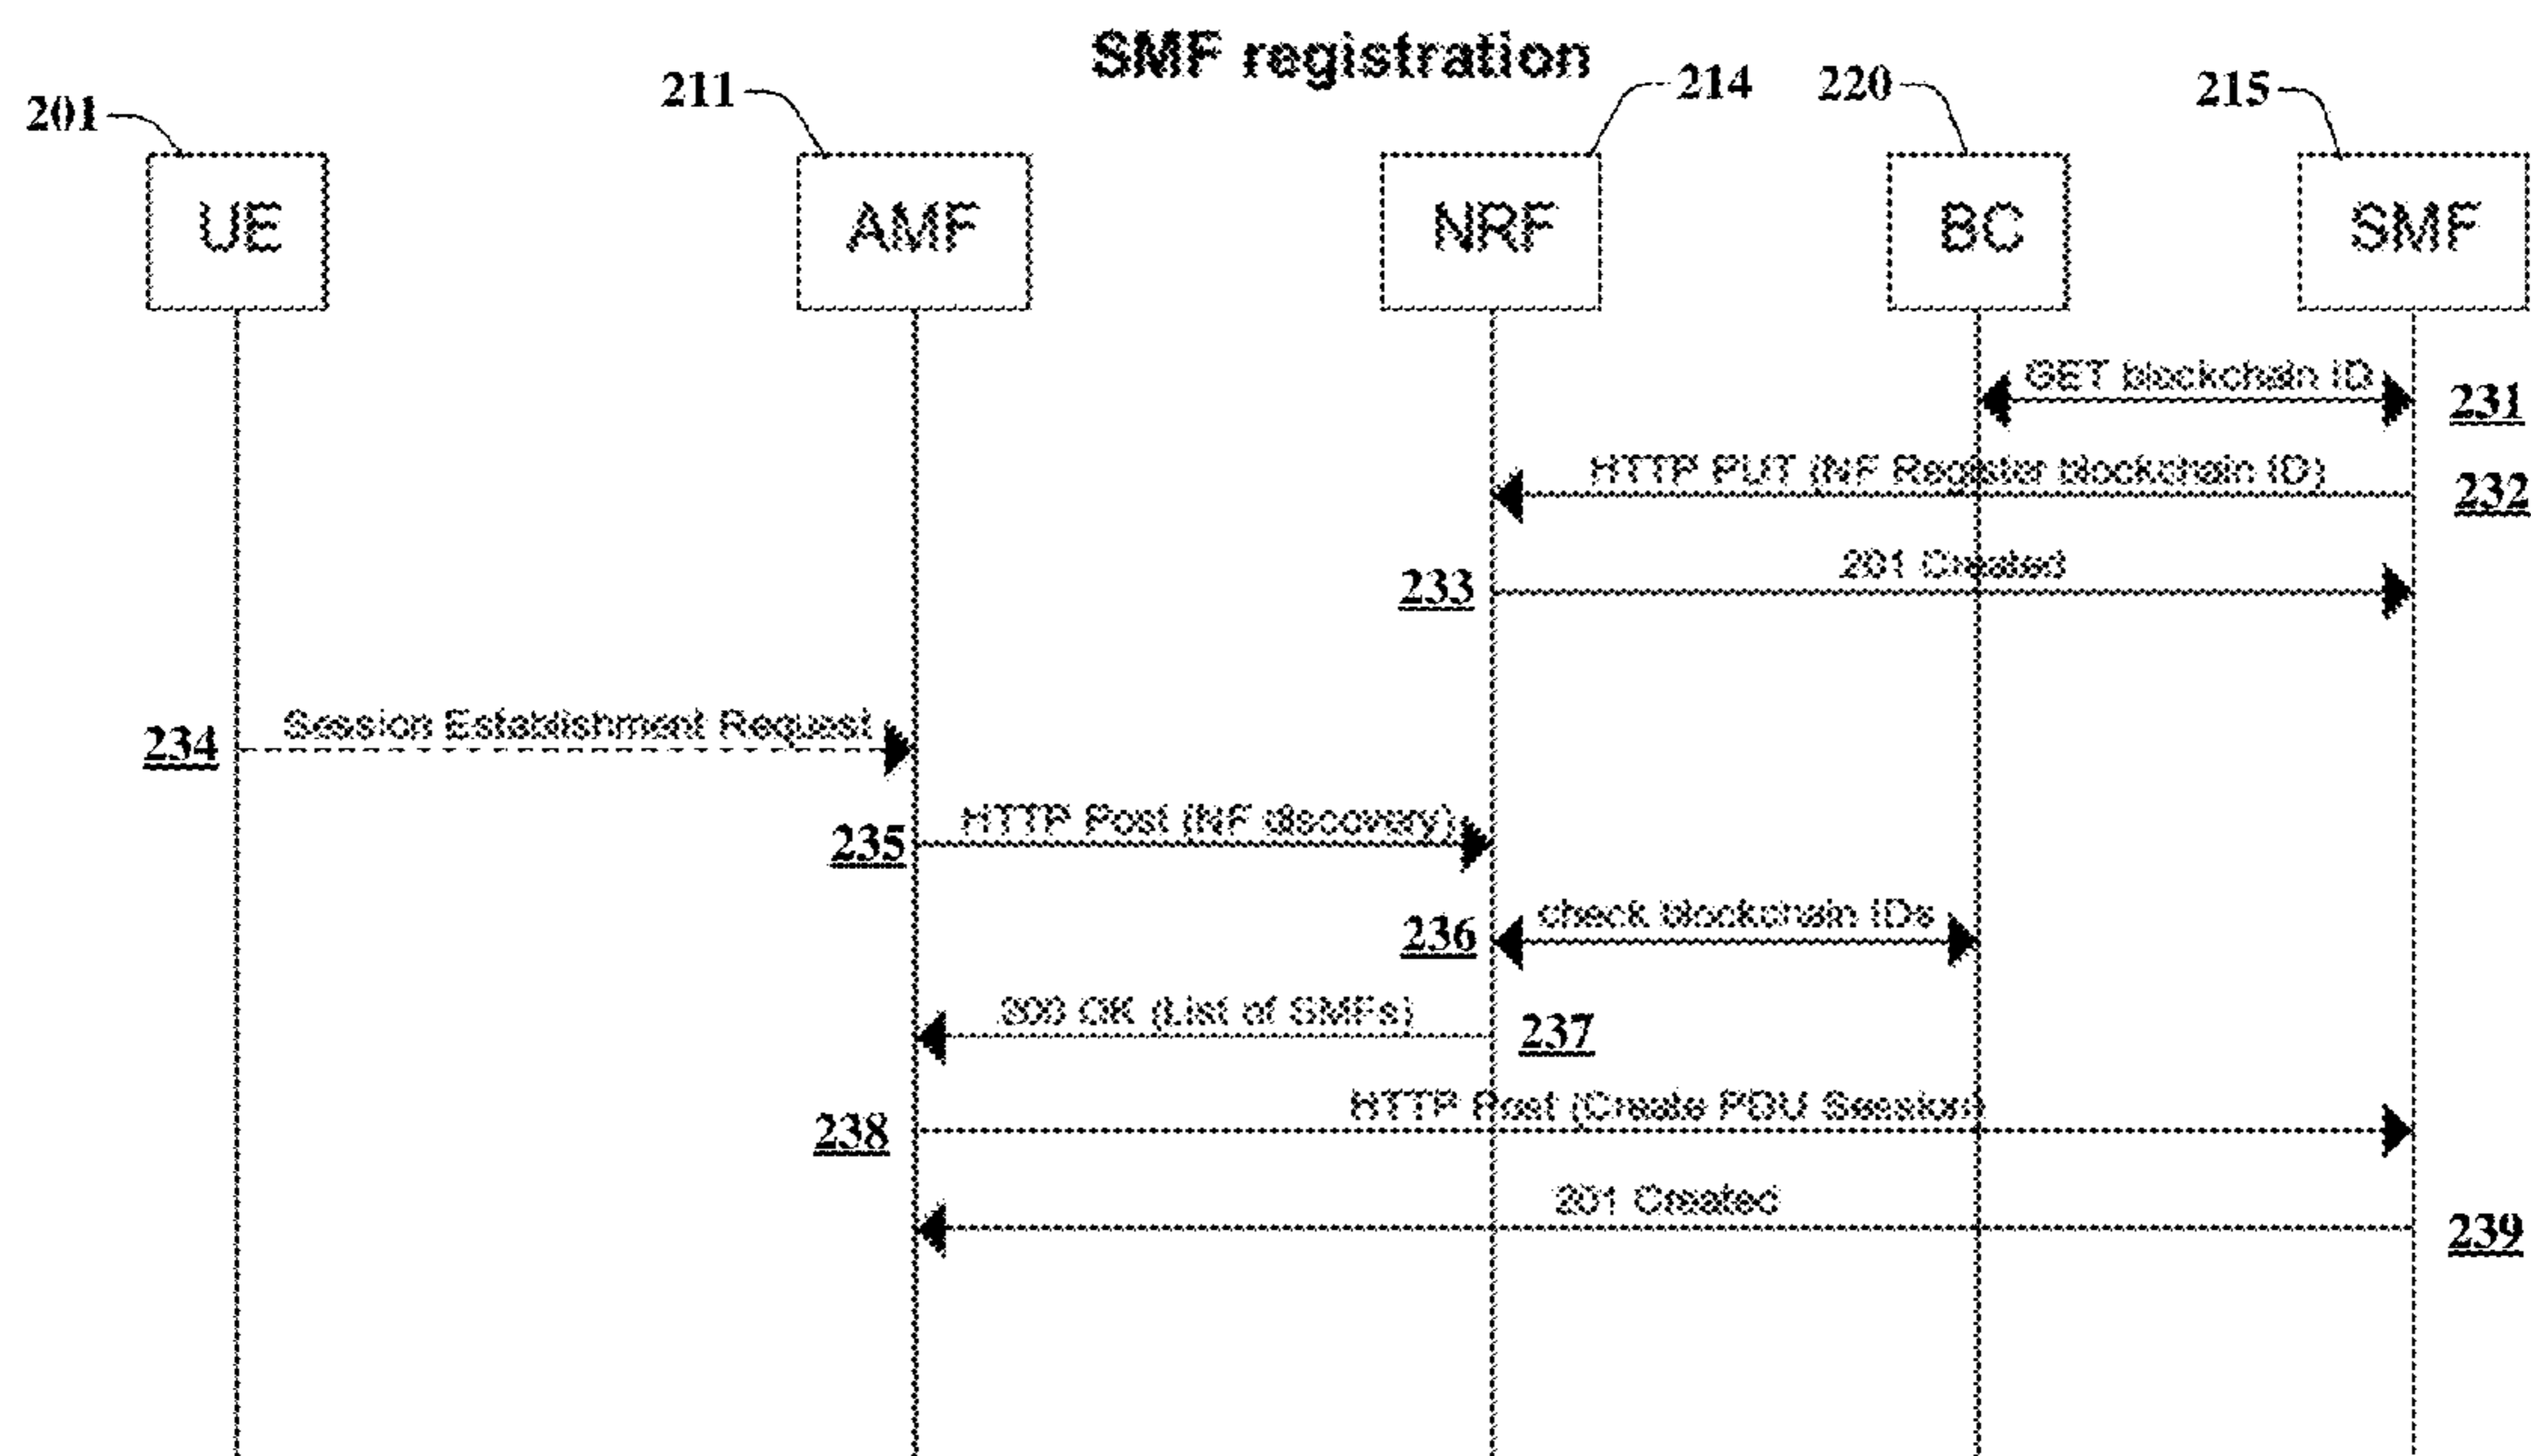 SMF registration
201
211
214
220
215
UE
AMF
NRF
BC
SMF
GET blockchain ID
231
HTTP PUT (NF Register blockchain ID)
232
201 Created
233
Session Establishment Request
234
HTTP Post (NF discovery)
235
check blockchain IDs
236
200 OK (List of SMFs)
237
HTTP Post (Create PDU Session)
238
201 Created
239